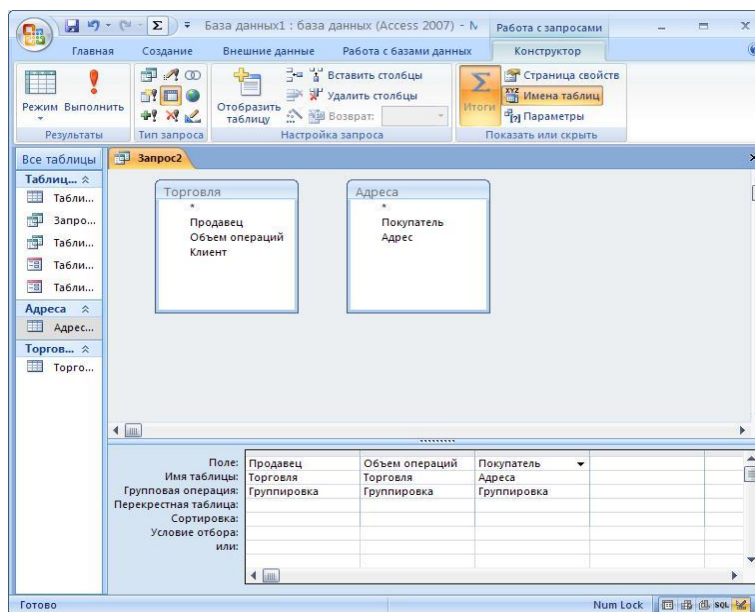 Σ База данных1 : база данных (Access 2007) - М Работа с запросами
Главная Создание Внешние данные Работа с базами данных Конструктор
Режим Выполнить
Результаты
Тип запроса
Отобразить таблицу
Вставить столбцы
Удалить столбцы
Возврат:
Настройка запроса
Σ Итоги
Страница свойств
XYZ Имена таблиц
[?] Параметры
Показать или скрыть
Все таблицы
Таблиц...
Табли...
Запро...
Табли...
Табли...
Табли...
Адреса
Адрес...
Торгов...
Торго...
Запрос2
Торговля
*
Продавец
Объем операций
Клиент
Адреса
*
Покупатель
Адрес
Поле: Продавец Объем операций Покупатель
Имя таблицы: Торговля Торговля Адреса
Групповая операция: Группировка Группировка Группировка
Перекрестная таблица:
Сортировка:
Условие отбора:
или:
Готово Num Lock SQL